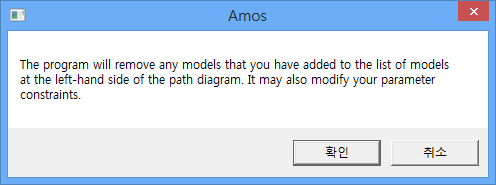 Amos
The program will remove any models that you have added to the list of models
at the left-hand side of the path diagram. It may also modify your parameter
constraints.
확인
취소